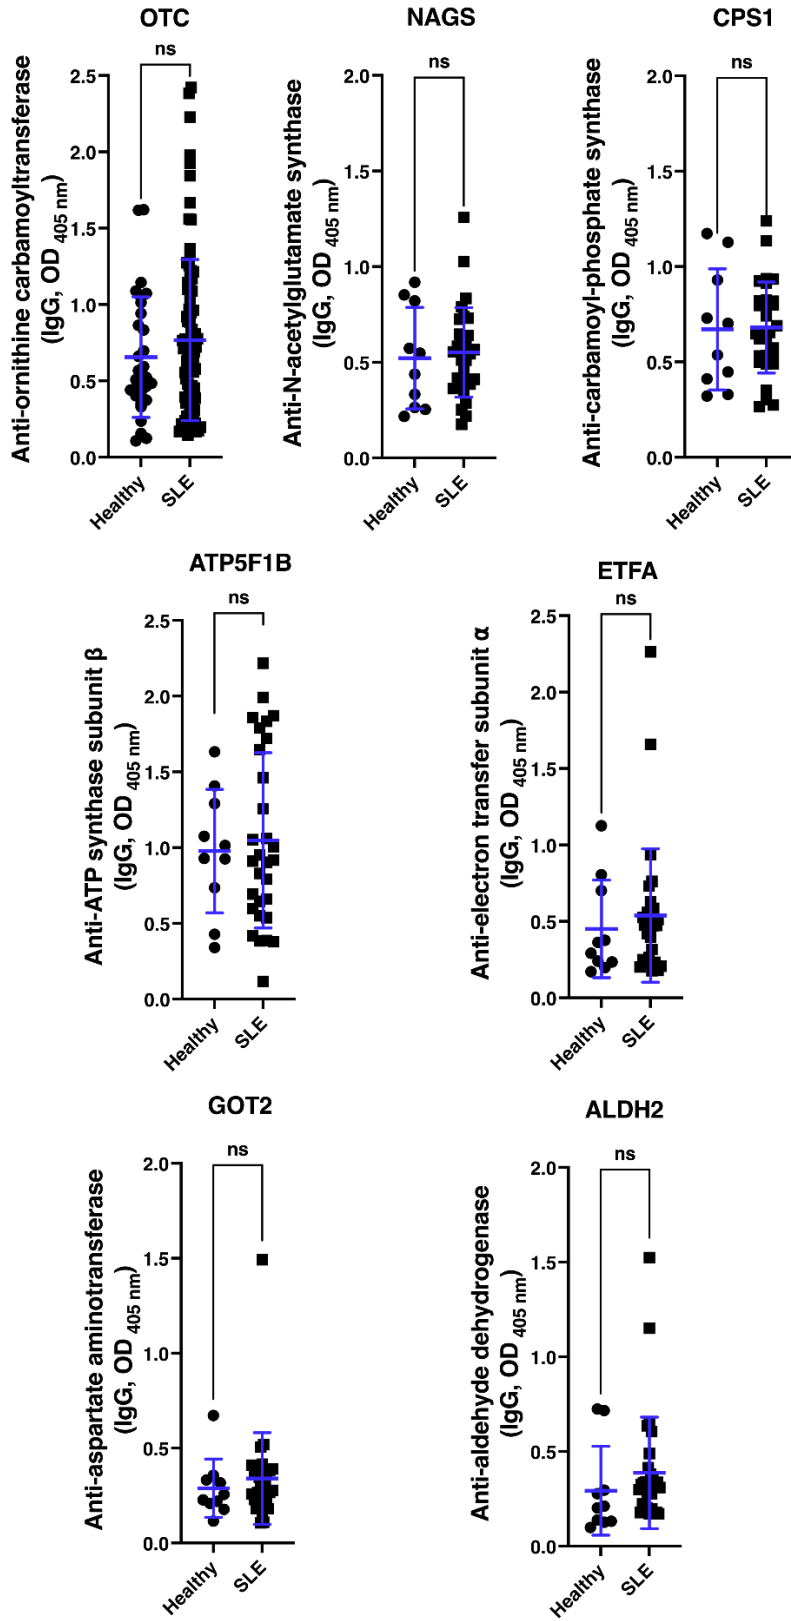 OTC
ns
Anti-ornithine carbamoyltransferase
(IgG, OD 405 nm)
2.5
2.0
1.5
1.0
0.5
0.0
Healthy
SLE
NAGS
ns
Anti-N-acetylglutamate synthase
(IgG, OD 405 nm)
2.0
1.5
1.0
0.5
0.0
Healthy
SLE
CPS1
ns
Anti-carbamoyl-phosphate synthase
(IgG, OD 405 nm)
2.0
1.5
1.0
0.5
0.0
Healthy
SLE
ATP5F1B
ns
Anti-ATP synthase subunit β
(IgG, OD 405 nm)
2.5
2.0
1.5
1.0
0.5
0.0
Healthy
SLE
ETFA
ns
Anti-electron transfer subunit α
(IgG, OD 405 nm)
2.5
2.0
1.5
1.0
0.5
0.0
Healthy
SLE
GOT2
ns
Anti-aspartate aminotransferase
(IgG, OD 405 nm)
2.0
1.5
1.0
0.5
0.0
Healthy
SLE
ALDH2
ns
Anti-aldehyde dehydrogenase
(IgG, OD 405 nm)
2.0
1.5
1.0
0.5
0.0
Healthy
SLE